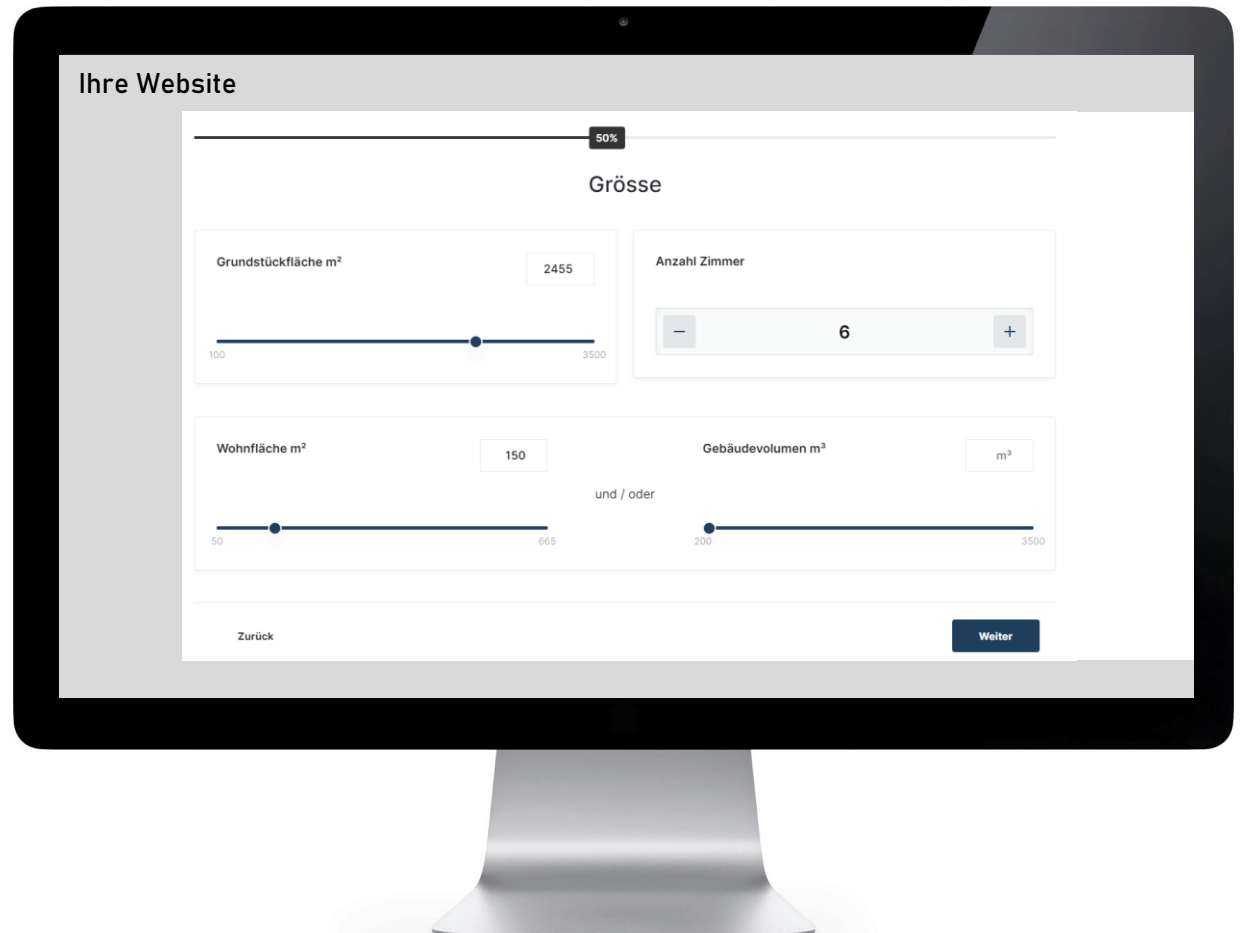 Ihre Website
50%
Grösse
Grundstückfläche m²
2455
100
3500
Anzahl Zimmer
−
6
+
Wohnfläche m²
150
50
665
und / oder
Gebäudevolumen m³
m³
200
3500
Zurück
Weiter